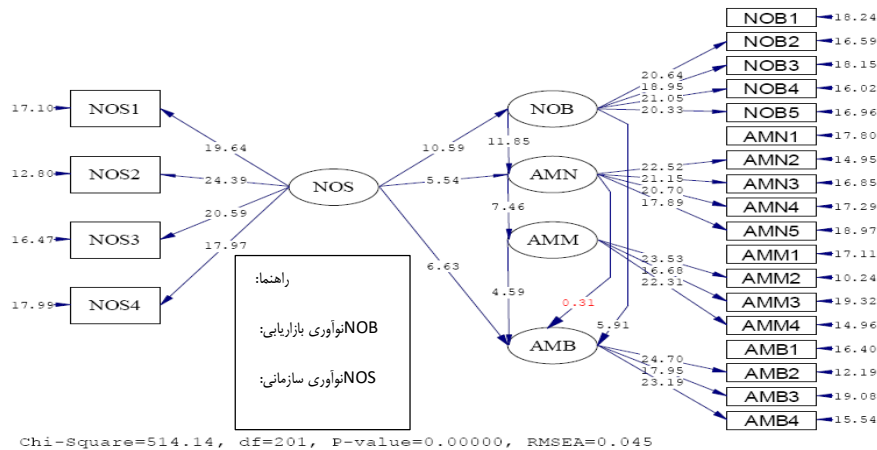 NOB1 18.24
NOB2 16.59
20.64 NOB3 18.15
18.95
21.05 NOB4 16.02
20.33 NOB5 16.96
17.10 NOS1 NOB
19.64 10.59 11.85 AMN1 17.80
22.52 AMN2 14.95
12.80 NOS2 24.39 NOS 5.54 AMN 21.15 AMN3 16.85
20.70
17.89 AMN4 17.29
20.59 7.46 AMN5 18.97
16.47 NOS3 17.97 AMM AMM1 17.11
23.53 AMM2 10.24
6.63 16.68
22.31 AMM3 19.32
راهنما:
17.99 NOS4 4.59 0.31 AMM4 14.96
5.91
NOBنوآوری بازاریابی:
AMB AMB1 16.40
24.70 AMB2 12.19
17.95
23.19 AMB3 19.08
NOSنوآوری سازمانی:
AMB4 15.54
Chi-Square=514.14, df=201, P-value=0.00000, RMSEA=0.045